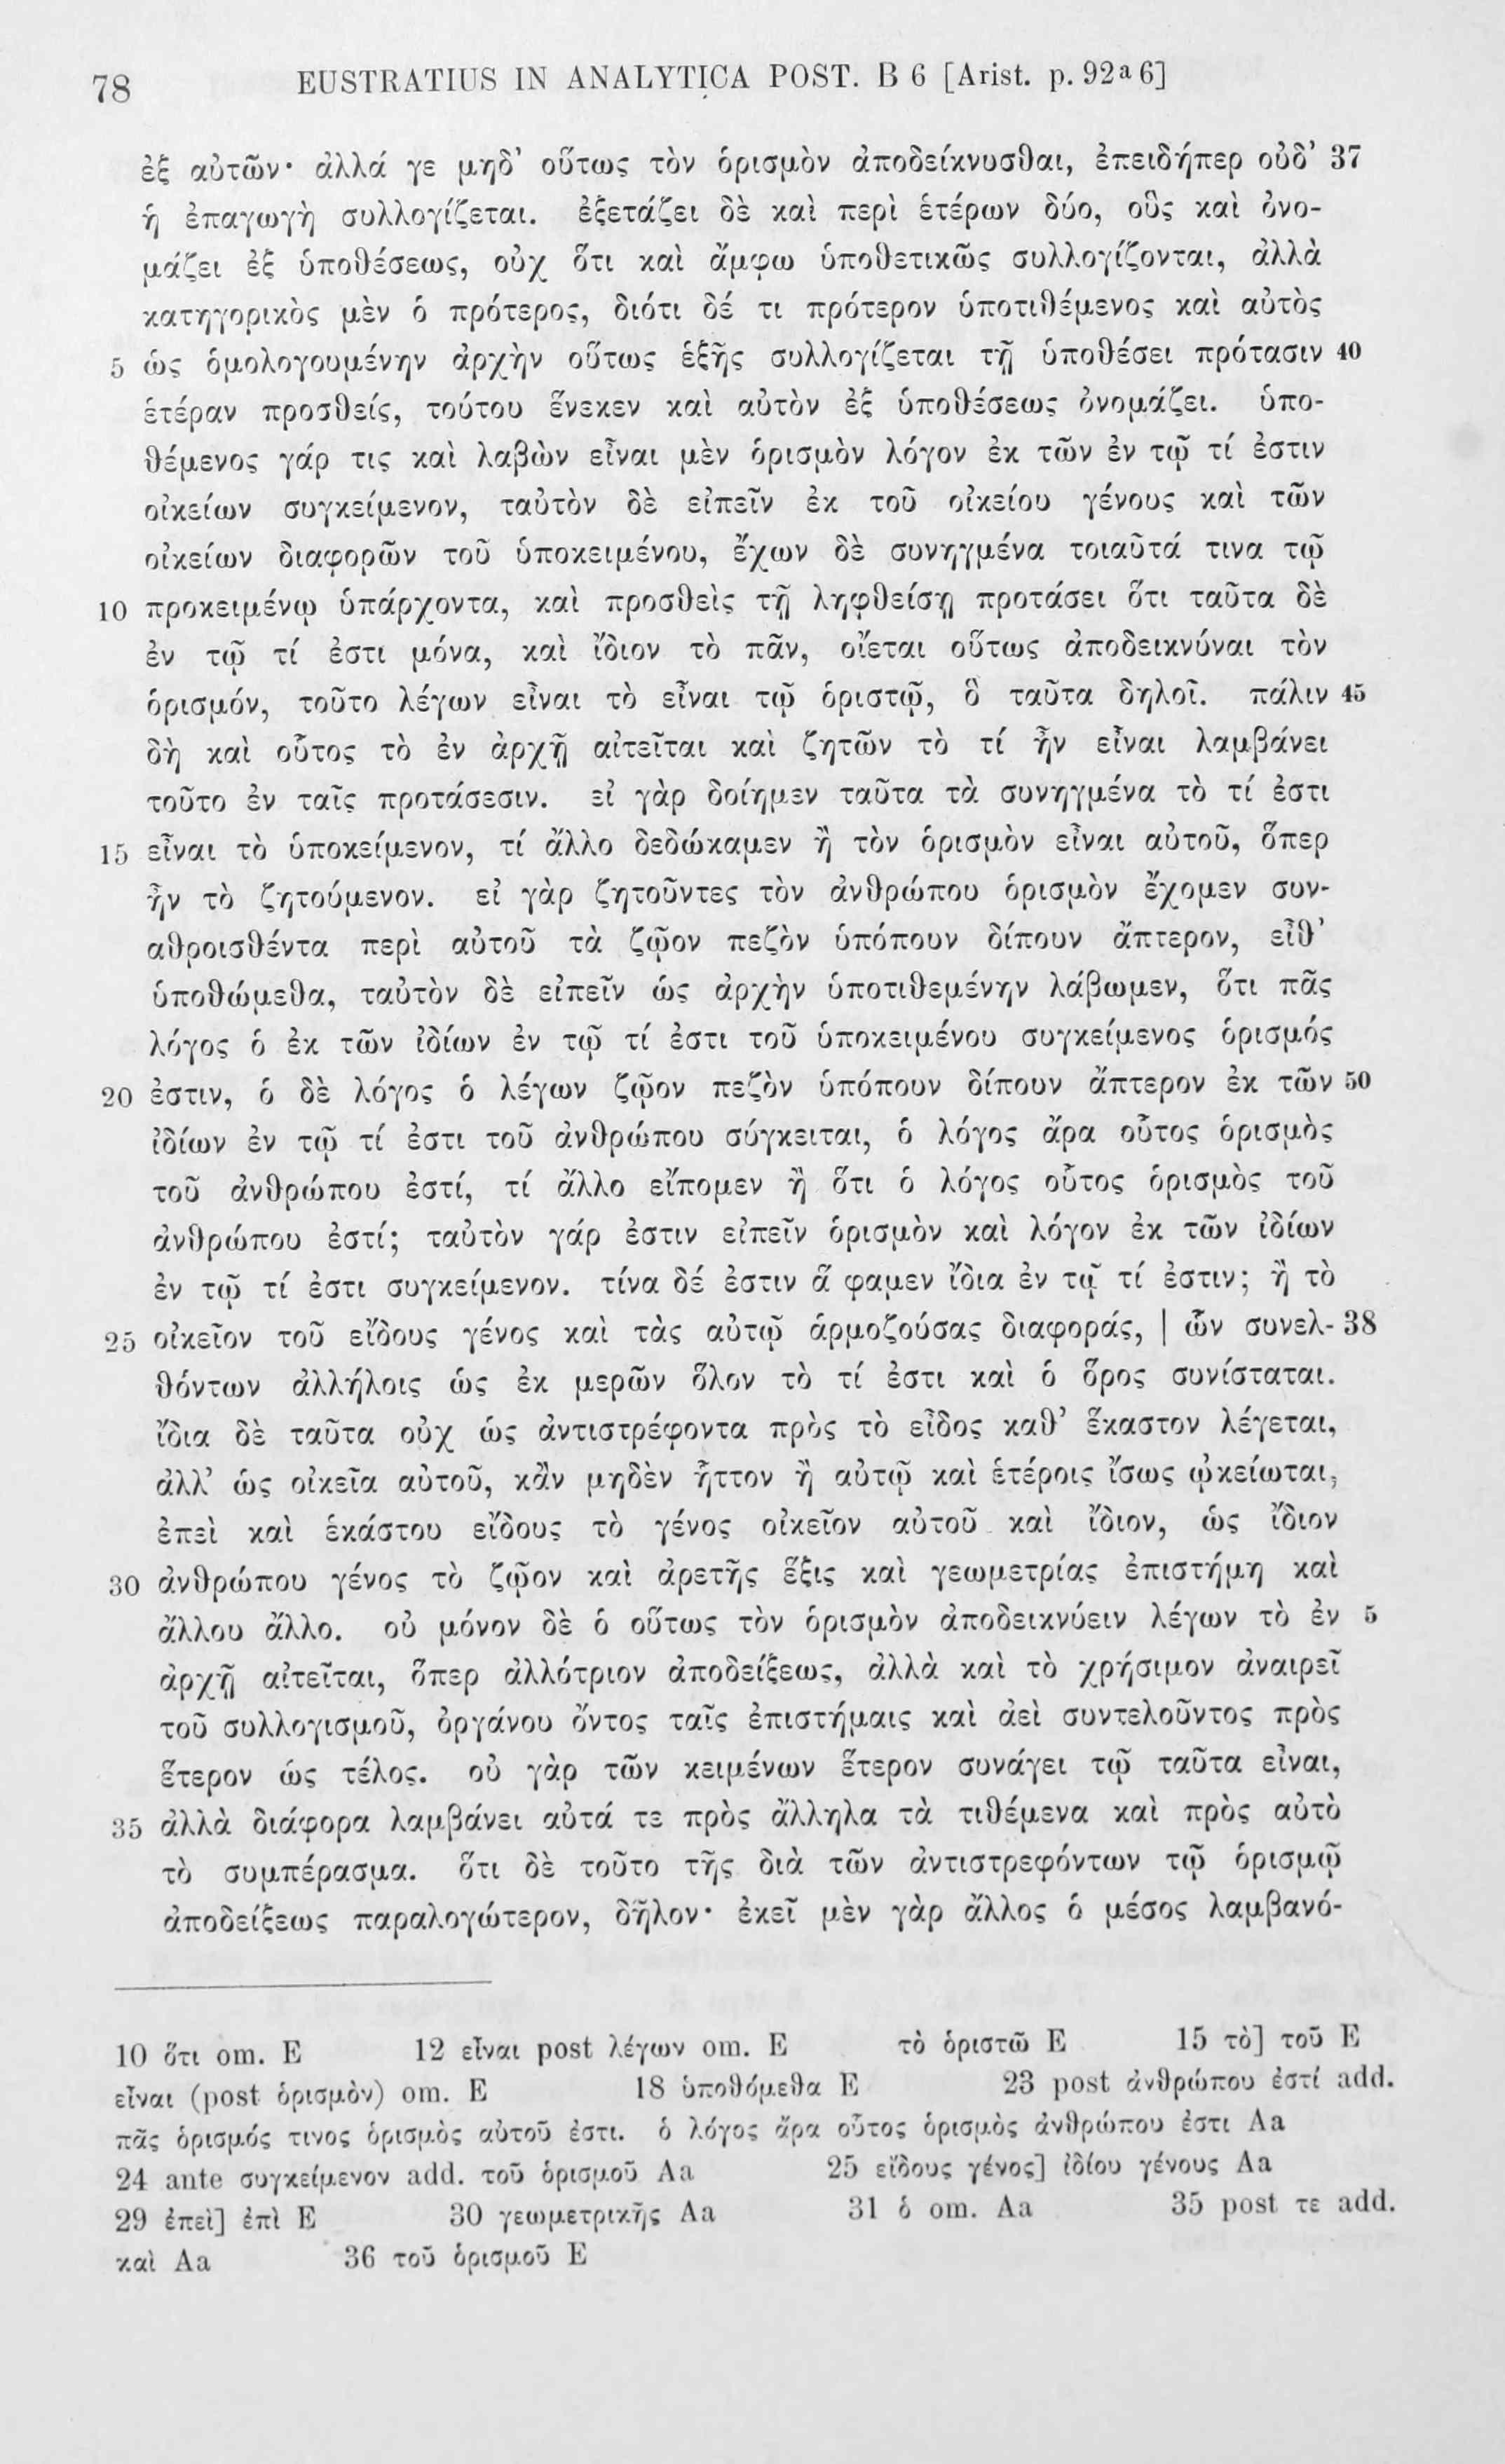 78 EUSTRATIUS IN ANALYTICA POST. B 6 [Arist. p. 92a 6]
ἐξ αὐτῶν· ἀλλά γε μηδ’ οὕτως τὸν ὁρισμὸν ἀποδείκνυσθαι, ἐπειδήπερ οὐδ’ 37
ἡ ἐπαγωγὴ συλλογίζεται. ἐξετάζει δὲ καὶ περὶ ἑτέρων δύο, οὓς καὶ ὀνο-
μάζει ἐξ ὑποθέσεως, οὐχ ὅτι καὶ ἄμφω ὑποθετικῶς συλλογίζονται, ἀλλὰ
κατηγορικὸς μὲν ὁ πρότερος, διότι δέ τι πρότερον ὑποτιθέμενος καὶ αὐτὸς
5 ὡς ὁμολογουμένην ἀρχὴν οὕτως ἑξῆς συλλογίζεται τῇ ὑποθέσει πρότασιν 40
ἑτέραν προσθείς, τούτου ἕνεκεν καὶ αὐτὸν ἐξ ὑποθέσεως ὀνομάζει. ὑπο-
θέμενος γάρ τις καὶ λαβὼν εἶναι μὲν ὁρισμὸν λόγον ἐκ τῶν ἐν τῷ τί ἐστιν
οἰκείων συγκείμενον, ταὐτὸν δὲ εἰπεῖν ἐκ τοῦ οἰκείου γένους καὶ τῶν
οἰκείων διαφορῶν τοῦ ὑποκειμένου, ἔχων δὲ συνηγμένα τοιαῦτά τινα τῷ
10 προκειμένῳ ὑπάρχοντα, καὶ προσθεὶς τῇ ληφθείσῃ προτάσει ὅτι ταῦτα δὲ
ἐν τῷ τί ἐστι μόνα, καὶ ἴδιον τὸ πᾶν, οἴεται οὕτως ἀποδεικνύναι τὸν
ὁρισμόν, τοῦτο λέγων εἶναι τὸ εἶναι τῷ ὁριστῷ, ὃ ταῦτα δηλοῖ. πάλιν 45
δὴ καὶ οὗτος τὸ ἐν ἀρχῇ αἰτεῖται καὶ ζητῶν τὸ τί ἦν εἶναι λαμβάνει
τοῦτο ἐν ταῖς προτάσεσιν. εἰ γὰρ δοίημεν ταῦτα τὰ συνηγμένα τὸ τί ἐστι
15 εἶναι τὸ ὑποκείμενον, τί ἄλλο δεδώκαμεν ἢ τὸν ὁρισμὸν εἶναι αὐτοῦ, ὅπερ
ἦν τὸ ζητούμενον. εἰ γὰρ ζητοῦντες τὸν ἀνθρώπου ὁρισμὸν ἔχομεν συν-
αθροισθέντα περὶ αὐτοῦ τὰ ζῷον πεζὸν ὑπόπουν δίπουν ἄπτερον, εἶθ’
ὑποθώμεθα, ταὐτὸν δὲ εἰπεῖν ὡς ἀρχὴν ὑποτιθεμένην λάβωμεν, ὅτι πᾶς
λόγος ὁ ἐκ τῶν ἰδίων ἐν τῷ τί ἐστι τοῦ ὑποκειμένου συγκείμενος ὁρισμός
20 ἐστιν, ὁ δὲ λόγος ὁ λέγων ζῷον πεζὸν ὑπόπουν δίπουν ἄπτερον ἐκ τῶν 50
ἰδίων ἐν τῷ τί ἐστι τοῦ ἀνθρώπου σύγκειται, ὁ λόγος ἄρα οὗτος ὁρισμὸς
τοῦ ἀνθρώπου ἐστί, τί ἄλλο εἴπομεν ἢ ὅτι ὁ λόγος οὗτος ὁρισμὸς τοῦ
ἀνθρώπου ἐστί; ταὐτὸν γάρ ἐστιν εἰπεῖν ὁρισμὸν καὶ λόγον ἐκ τῶν ἰδίων
ἐν τῷ τί ἐστι συγκείμενον. τίνα δέ ἐστιν ἅ φαμεν ἴδια ἐν τῷ τί ἐστιν; ἢ τὸ
25 οἰκεῖον τοῦ εἴδους γένος καὶ τὰς αὐτῷ ἁρμοζούσας διαφοράς, | ὧν συνελ- 38
θόντων ἀλλήλοις ὡς ἐκ μερῶν ὅλον τὸ τί ἐστι καὶ ὁ ὅρος συνίσταται.
ἴδια δὲ ταῦτα οὐχ ὡς ἀντιστρέφοντα πρὸς τὸ εἶδος καθ’ ἕκαστον λέγεται,
ἀλλ’ ὡς οἰκεῖα αὐτοῦ, κἂν μηδὲν ἧττον ἢ αὐτῷ καὶ ἑτέροις ἴσως ᾠκείωται,
ἐπεὶ καὶ ἑκάστου εἴδους τὸ γένος οἰκεῖον αὐτοῦ καὶ ἴδιον, ὡς ἴδιον
30 ἀνθρώπου γένος τὸ ζῷον καὶ ἀρετῆς ἕξις καὶ γεωμετρίας ἐπιστήμη καὶ
ἄλλου ἄλλο. οὐ μόνον δὲ ὁ οὕτως τὸν ὁρισμὸν ἀποδεικνύειν λέγων τὸ ἐν 5
ἀρχῇ αἰτεῖται, ὅπερ ἀλλότριον ἀποδείξεως, ἀλλὰ καὶ τὸ χρήσιμον ἀναιρεῖ
τοῦ συλλογισμοῦ, ὀργάνου ὄντος ταῖς ἐπιστήμαις καὶ ἀεὶ συντελοῦντος πρὸς
ἕτερον ὡς τέλος. οὐ γὰρ τῶν κειμένων ἕτερον συνάγει τῷ ταῦτα εἶναι,
35 ἀλλὰ διάφορα λαμβάνει αὐτά τε πρὸς ἄλληλα τὰ τιθέμενα καὶ πρὸς αὐτὸ
τὸ συμπέρασμα. ὅτι δὲ τοῦτο τῆς διὰ τῶν ἀντιστρεφόντων τῷ ὁρισμῷ
ἀποδείξεως παραλογώτερον, δῆλον· ἐκεῖ μὲν γὰρ ἄλλος ὁ μέσος λαμβανό-
10 ὅτι om. E 12 εἶναι post λέγων om. E τὸ ὁριστῶ E 15 τὸ] τοῦ E
εἶναι (post ὁρισμὸν) om. E 18 ὑποθόμεθα E 23 post ἀνθρώπου ἐστί add.
πᾶς ὁρισμός τινος ὁρισμὸς αὐτοῦ ἐστι. ὁ λόγος ἄρα οὗτος ὁρισμὸς ἀνθρώπου ἐστι Aa
24 ante συγκείμενον add. τοῦ ὁρισμοῦ Aa 25 εἴδους γένος] ἰδίου γένους Aa
29 ἐπεὶ] ἐπὶ E 30 γεωμετρικῆς Aa 31 ὁ om. Aa 35 post τε add.
καὶ Aa 36 τοῦ ὁρισμοῦ E